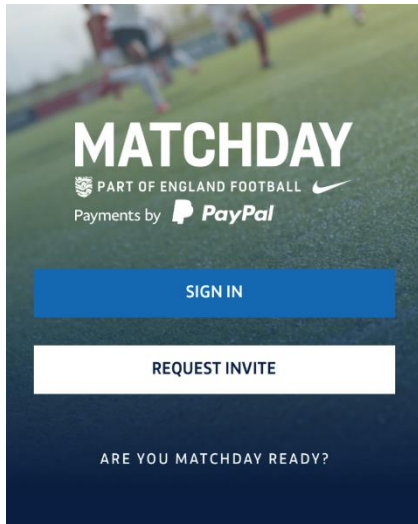 MATCHDAY
PART OF ENGLAND FOOTBALL
Payments by PayPal
SIGN IN
REQUEST INVITE
ARE YOU MATCHDAY READY?